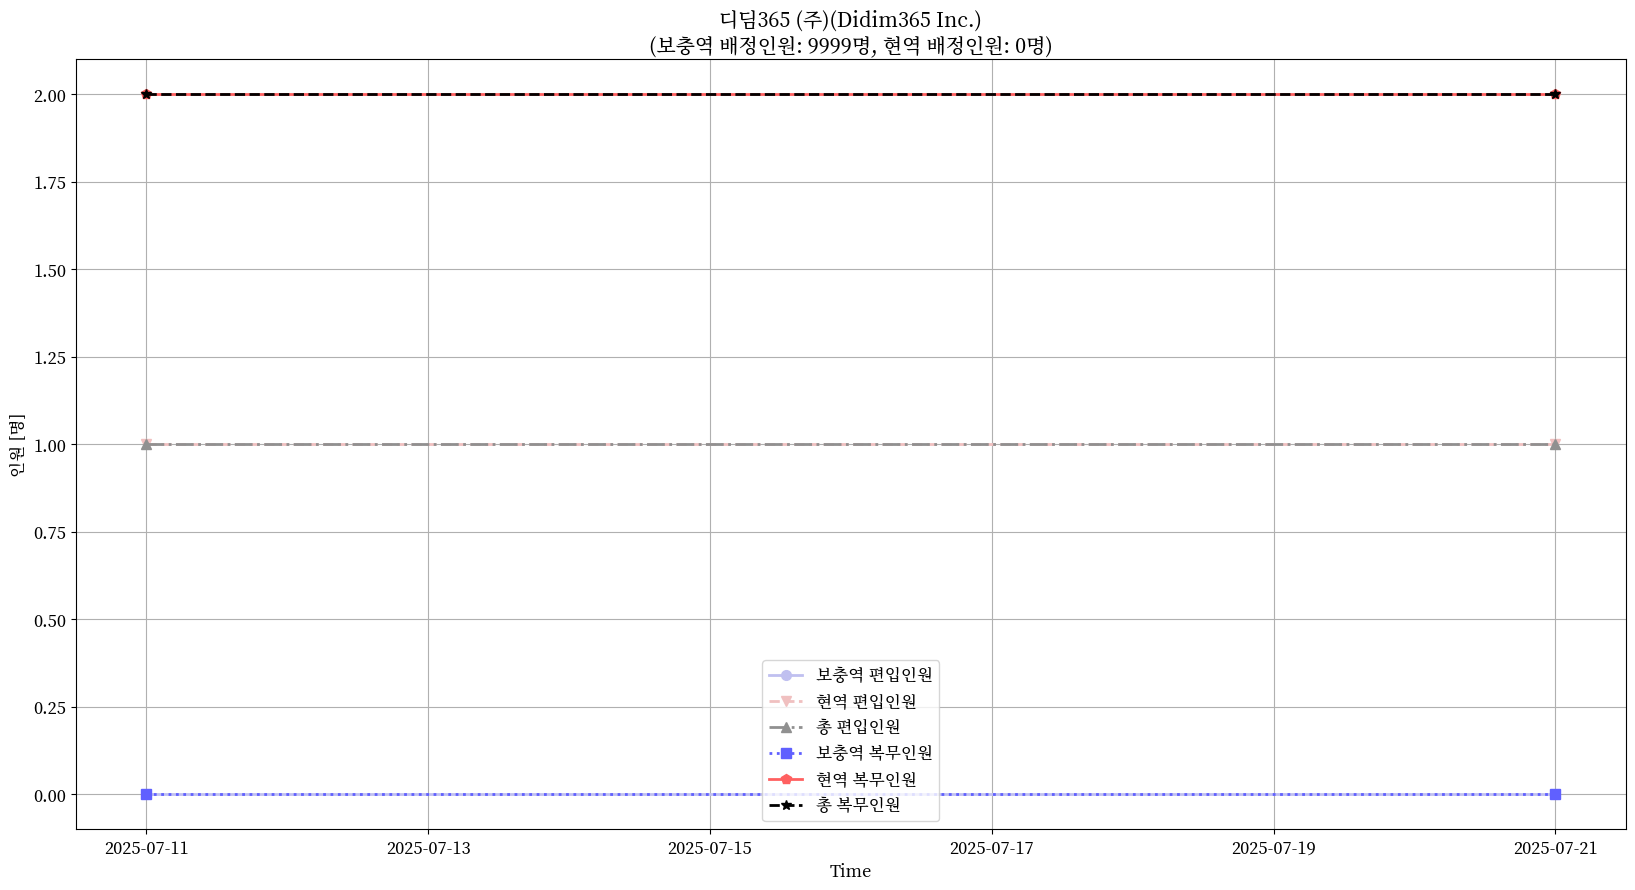 디딤365 (주)(Didim365 Inc.)
(보충역 배정인원: 9999명, 현역 배정인원: 0명)
인원 [명]
2.00
1.75
1.50
1.25
1.00
0.75
0.50
0.25
0.00
보충역 편입인원
현역 편입인원
총 편입인원
보충역 복무인원
현역 복무인원
총 복무인원
2025-07-11
2025-07-13
2025-07-15
2025-07-17
2025-07-19
2025-07-21
Time